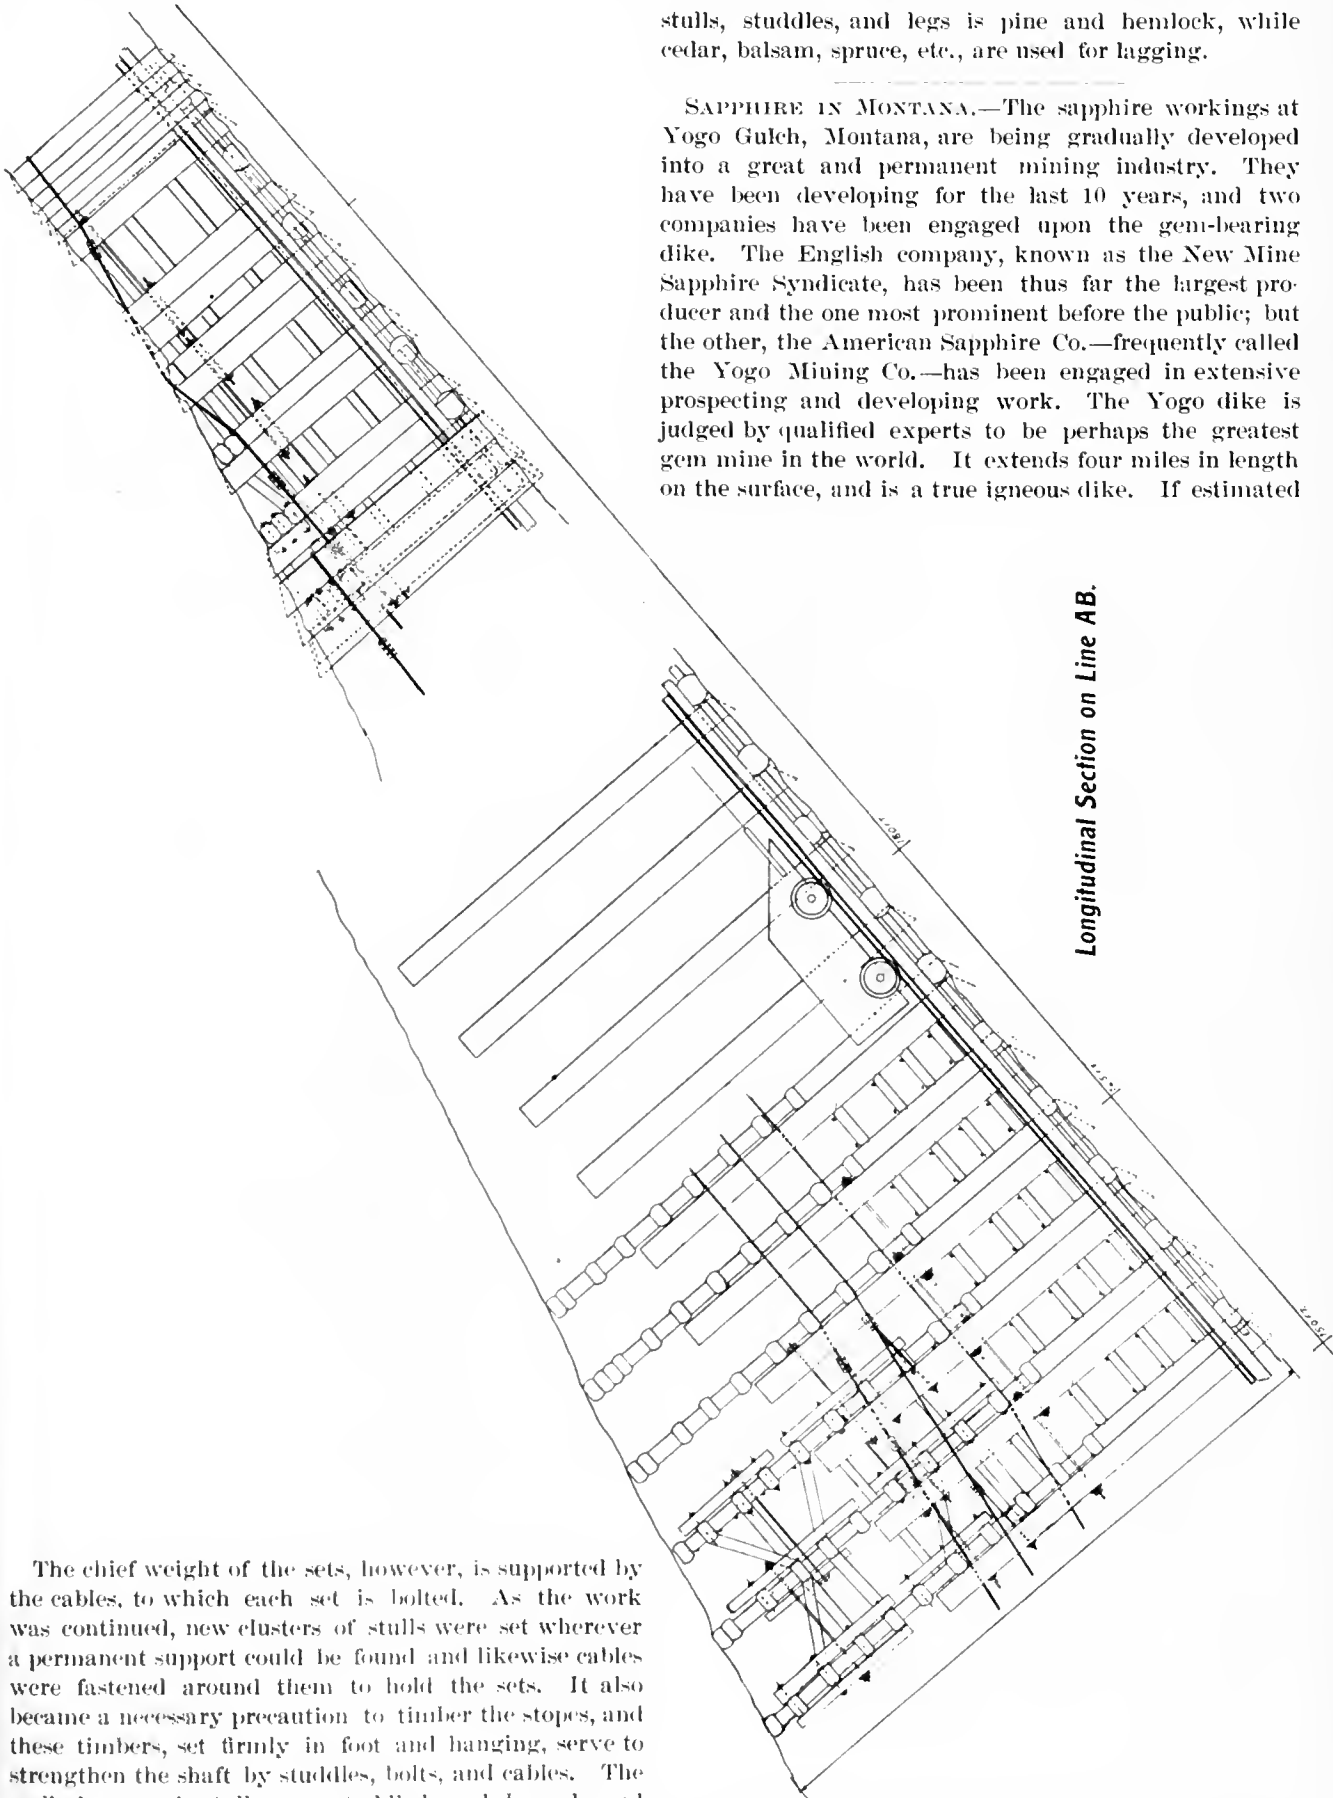 stulls, studdles, and legs is pine and hemlock, while
cedar, balsam, spruce, etc., are used for lagging.
SAPPHIRE IN MONTANA.—The sapphire workings at
Yogo Gulch, Montana, are being gradually developed
into a great and permanent mining industry. They
have been developing for the last 10 years, and two
companies have been engaged upon the gem-bearing
dike. The English company, known as the New Mine
Sapphire Syndicate, has been thus far the largest pro-
ducer and the one most prominent before the public; but
the other, the American Sapphire Co.—frequently called
the Yogo Mining Co.—has been engaged in extensive
prospecting and developing work. The Yogo dike is
judged by qualified experts to be perhaps the greatest
gem mine in the world. It extends four miles in length
on the surface, and is a true igneous dike. If estimated
Longitudinal Section on Line AB.
The chief weight of the sets, however, is supported by
the cables, to which each set is bolted. As the work
was continued, new clusters of stulls were set wherever
a permanent support could be found and likewise cables
were fastened around them to hold the sets. It also
became a necessary precaution to timber the stopes, and
these timbers, set firmly in foot and hanging, serve to
strengthen the shaft by studdles, bolts, and cables. The